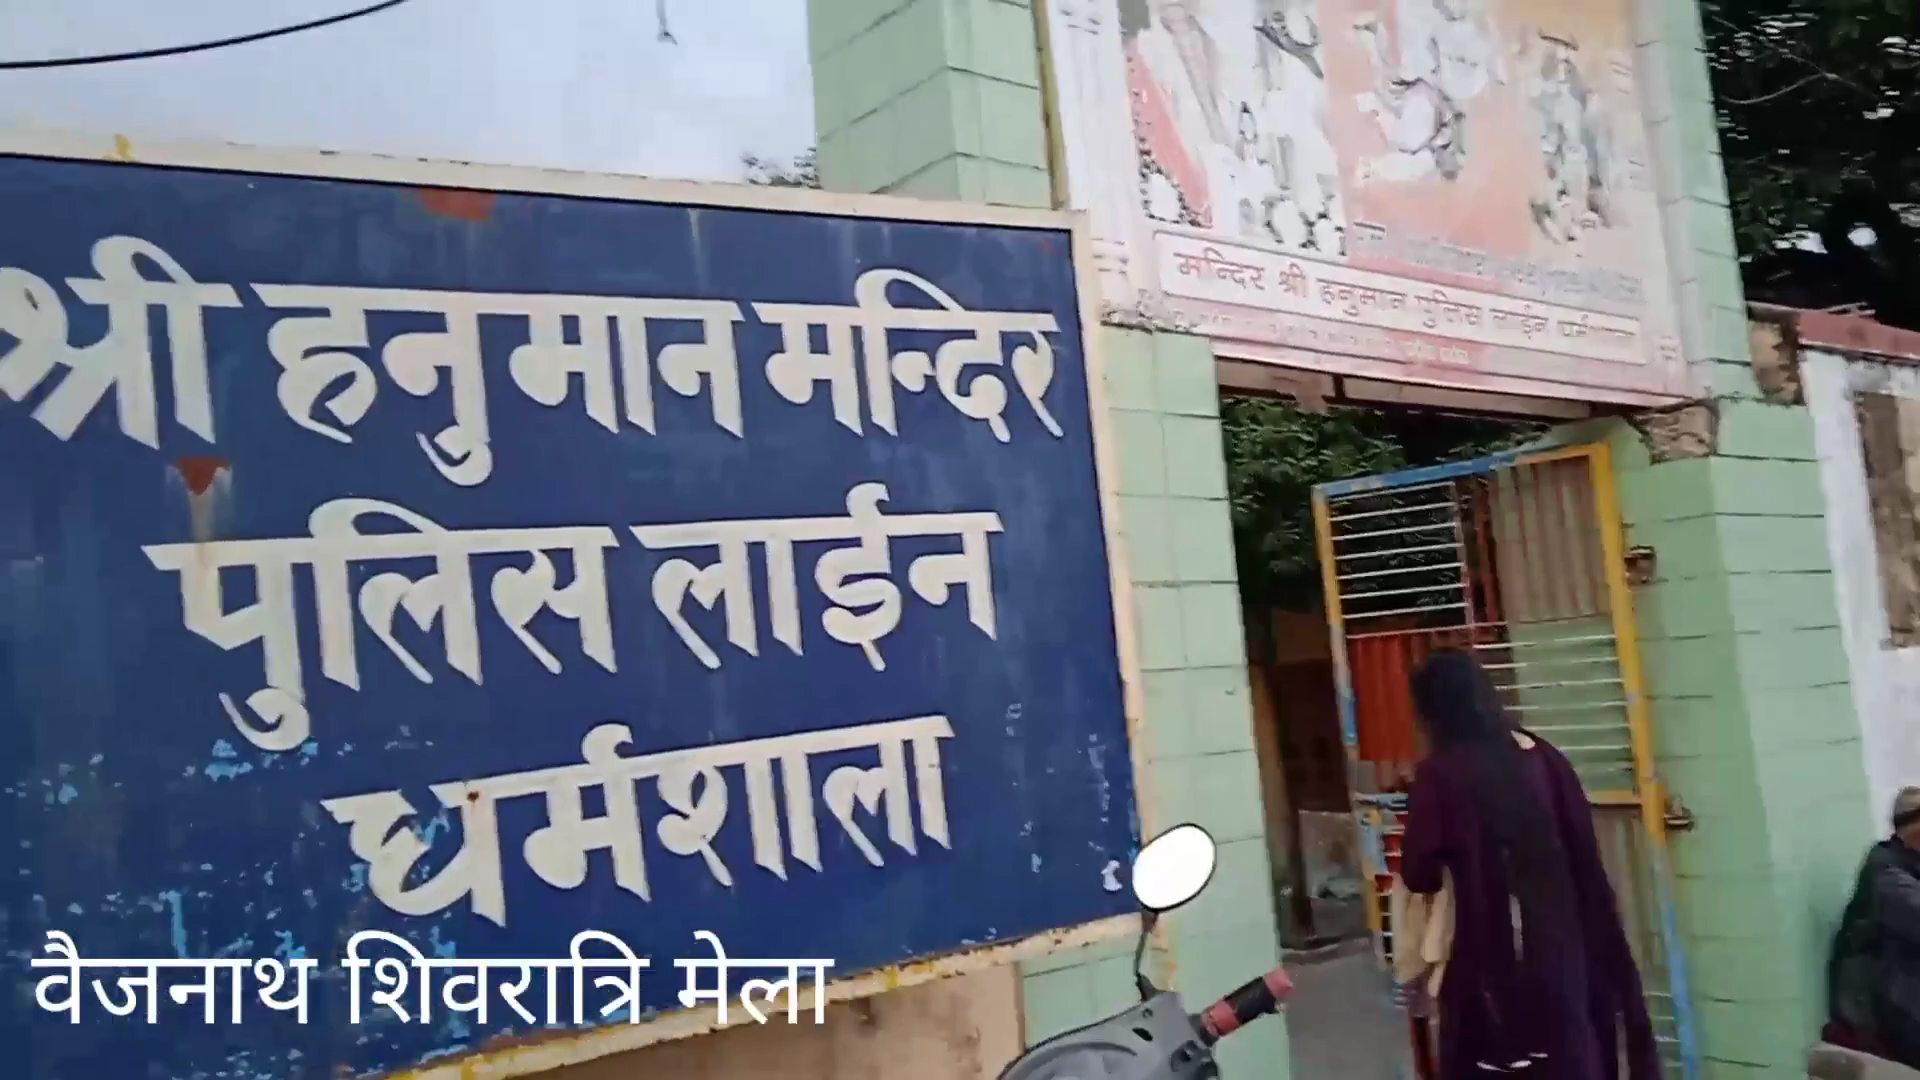 श्री हनुमान मन्दिर
पुलिस लाईन
धर्मशाला
मन्दिर श्री हनुमान पुलिस लाईन धर्मशाला
वैजनाथ शिवरात्रि मेला